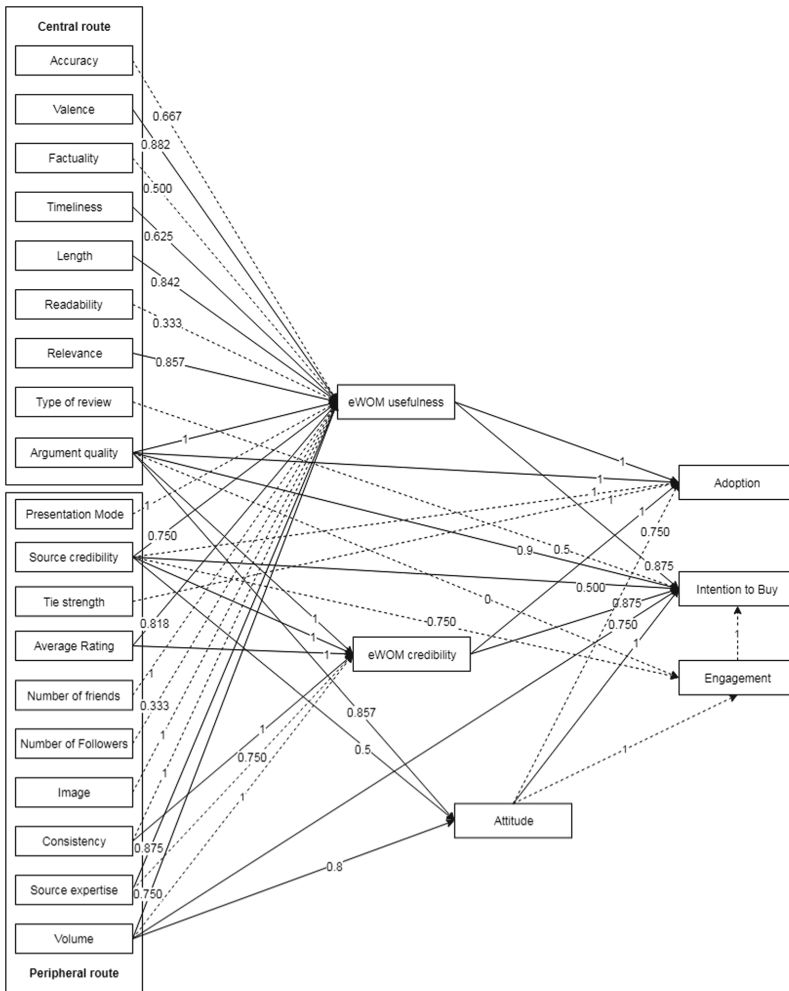 Central route
Accuracy
0.667
Valence
0.882
Factuality
0.500
Timeliness
0.625
Length
0.842
Readability
0.333
Relevance
0.857
eWOM usefulness
Type of review
Argument quality
1
1
1
Adoption
Presentation Mode
1
1
1
1
0.750
0.750
Source credibility
0.9
0.5
0.875
0.500
Intention to Buy
Tie strength
0
0.875
0.818
1
0.750
0.750
Average Rating
1
1
1
1
eWOM credibility
Engagement
Number of friends
1
0.333
0.857
Number of Followers
1
1
0.750
0.5
1
Image
1
1
Attitude
Consistency
0.875
0.8
Source expertise
0.750
Volume
Peripheral route